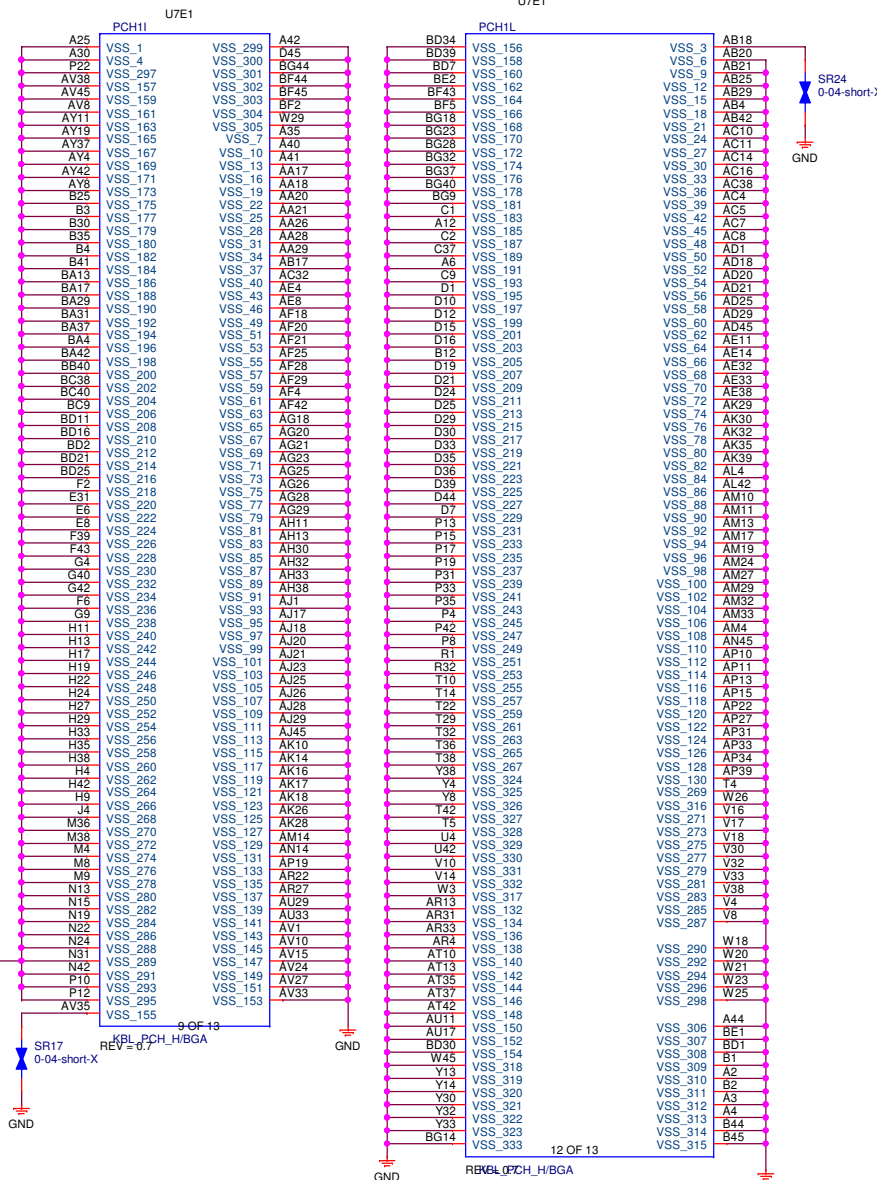 U7E1
PCH1I
A25 VSS_1 VSS_299 A42
A30 VSS_4 VSS_300 D45
P22 VSS_297 VSS_301 BG44
AV38 VSS_157 VSS_302 BF44
AV45 VSS_159 VSS_303 BF45
AV8 VSS_161 VSS_304 BF2
AY11 VSS_163 VSS_305 W29
AY19 VSS_165 VSS_7 A35
AY37 VSS_167 VSS_10 A40
AY4 VSS_169 VSS_13 A41
AY42 VSS_171 VSS_16 AA17
AY8 VSS_173 VSS_19 AA18
B25 VSS_175 VSS_22 AA20
B3 VSS_177 VSS_25 AA21
B30 VSS_179 VSS_28 AA26
B35 VSS_180 VSS_31 AA28
B4 VSS_182 VSS_34 AA29
B41 VSS_184 VSS_37 AB17
BA13 VSS_186 VSS_40 AC32
BA17 VSS_188 VSS_43 AE4
BA29 VSS_190 VSS_46 AE8
BA31 VSS_192 VSS_49 AF18
BA37 VSS_194 VSS_51 AF20
BA4 VSS_196 VSS_53 AF21
BA42 VSS_198 VSS_55 AF25
BB40 VSS_200 VSS_57 AF28
BC38 VSS_202 VSS_59 AF29
BC40 VSS_204 VSS_61 AF4
BC9 VSS_206 VSS_63 AF42
BD11 VSS_208 VSS_65 AG18
BD16 VSS_210 VSS_67 AG20
BD2 VSS_212 VSS_69 AG21
BD21 VSS_214 VSS_71 AG23
BD25 VSS_216 VSS_73 AG25
F2 VSS_218 VSS_75 AG26
E31 VSS_220 VSS_77 AG28
E6 VSS_222 VSS_79 AG29
E8 VSS_224 VSS_81 AH11
F39 VSS_226 VSS_83 AH13
F43 VSS_228 VSS_85 AH30
G4 VSS_230 VSS_87 AH32
G40 VSS_232 VSS_89 AH33
G42 VSS_234 VSS_91 AH38
F6 VSS_236 VSS_93 AJ1
G9 VSS_238 VSS_95 AJ17
H11 VSS_240 VSS_97 AJ18
H13 VSS_242 VSS_99 AJ20
H17 VSS_244 VSS_101 AJ21
H19 VSS_246 VSS_103 AJ23
H22 VSS_248 VSS_105 AJ25
H24 VSS_250 VSS_107 AJ26
H27 VSS_252 VSS_109 AJ28
H29 VSS_254 VSS_111 AJ29
H33 VSS_256 VSS_113 AJ45
H35 VSS_258 VSS_115 AK10
H38 VSS_260 VSS_117 AK14
H4 VSS_262 VSS_119 AK16
H42 VSS_264 VSS_121 AK17
H9 VSS_266 VSS_123 AK18
J4 VSS_268 VSS_125 AK26
M36 VSS_270 VSS_127 AK28
M38 VSS_272 VSS_129 AM14
M4 VSS_274 VSS_131 AN14
M8 VSS_276 VSS_133 AP19
M9 VSS_278 VSS_135 AR22
N13 VSS_280 VSS_137 AR27
N15 VSS_282 VSS_139 AU29
N19 VSS_284 VSS_141 AU33
N22 VSS_286 VSS_143 AV1
N24 VSS_288 VSS_145 AV10
N31 VSS_289 VSS_147 AV15
N42 VSS_291 VSS_149 AV24
P10 VSS_293 VSS_151 AV27
P12 VSS_295 VSS_153 AV33
AV35 VSS_155
9 OF 13
KBL_PCH_H/BGA
REV = 0.7
SR17
0-04-short-X
GND
GND
U7E1
PCH1L
BD34 VSS_156 VSS_3 AB18
BD39 VSS_158 VSS_6 AB20
BD7 VSS_160 VSS_9 AB21
BE2 VSS_162 VSS_12 AB25
BF43 VSS_164 VSS_15 AB29
BF5 VSS_166 VSS_18 AB4
BG18 VSS_168 VSS_21 AB42
BG23 VSS_170 VSS_24 AC10
BG28 VSS_172 VSS_27 AC11
BG32 VSS_174 VSS_30 AC14
BG37 VSS_176 VSS_33 AC16
BG40 VSS_178 VSS_36 AC38
BG9 VSS_181 VSS_39 AC4
C1 VSS_183 VSS_42 AC5
A12 VSS_185 VSS_45 AC7
C2 VSS_187 VSS_48 AC8
C37 VSS_189 VSS_50 AD1
A6 VSS_191 VSS_52 AD18
C9 VSS_193 VSS_54 AD20
D1 VSS_195 VSS_56 AD21
D10 VSS_197 VSS_58 AD25
D12 VSS_199 VSS_60 AD29
D15 VSS_201 VSS_62 AD45
D16 VSS_203 VSS_64 AE11
B12 VSS_205 VSS_66 AE14
D19 VSS_207 VSS_68 AE32
D21 VSS_209 VSS_70 AE33
D24 VSS_211 VSS_72 AE38
D25 VSS_213 VSS_74 AK29
D29 VSS_215 VSS_76 AK30
D30 VSS_217 VSS_78 AK32
D33 VSS_219 VSS_80 AK35
D35 VSS_221 VSS_82 AK39
D36 VSS_223 VSS_84 AL4
D39 VSS_225 VSS_86 AL42
D44 VSS_227 VSS_88 AM10
D7 VSS_229 VSS_90 AM11
P13 VSS_231 VSS_92 AM13
P15 VSS_233 VSS_94 AM17
P17 VSS_235 VSS_96 AM19
P19 VSS_237 VSS_98 AM24
P31 VSS_239 VSS_100 AM27
P33 VSS_241 VSS_102 AM29
P35 VSS_243 VSS_104 AM32
P4 VSS_245 VSS_106 AM33
P42 VSS_247 VSS_108 AM4
P8 VSS_249 VSS_110 AN45
R1 VSS_251 VSS_112 AP10
R32 VSS_253 VSS_114 AP11
T10 VSS_255 VSS_116 AP13
T14 VSS_257 VSS_118 AP15
T22 VSS_259 VSS_120 AP22
T29 VSS_261 VSS_122 AP27
T32 VSS_263 VSS_124 AP31
T36 VSS_265 VSS_126 AP33
T38 VSS_267 VSS_128 AP34
Y38 VSS_324 VSS_130 AP39
Y4 VSS_325 VSS_269 T4
Y8 VSS_326 VSS_316 W26
T42 VSS_327 VSS_271 V16
T5 VSS_328 VSS_273 V17
U4 VSS_329 VSS_275 V18
U42 VSS_330 VSS_277 V30
V10 VSS_331 VSS_279 V32
V14 VSS_332 VSS_281 V33
W3 VSS_317 VSS_283 V38
AR13 VSS_132 VSS_285 V4
AR31 VSS_134 VSS_287 V8
AR33 VSS_136
AR4 VSS_138 VSS_290 W18
AT10 VSS_140 VSS_292 W20
AT13 VSS_142 VSS_294 W21
AT35 VSS_144 VSS_296 W23
AT37 VSS_146 VSS_298 W25
AT42 VSS_148
AU11 VSS_150 VSS_306 A44
AU17 VSS_152 VSS_307 BE1
BD30 VSS_154 VSS_308 BD1
W45 VSS_318 VSS_309 B1
Y13 VSS_319 VSS_310 A2
Y14 VSS_320 VSS_311 B2
Y30 VSS_321 VSS_312 A3
Y32 VSS_322 VSS_313 A4
Y33 VSS_323 VSS_314 B44
BG14 VSS_333 VSS_315 B45
12 OF 13
KBL_PCH_H/BGA
REV = 0.7
GND
SR24
0-04-short-X
GND